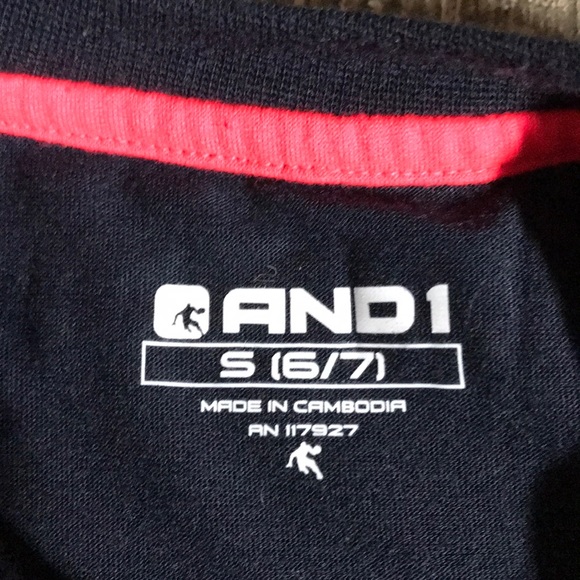 AND1
S (6/7)
MADE IN CAMBODIA
AN 117927